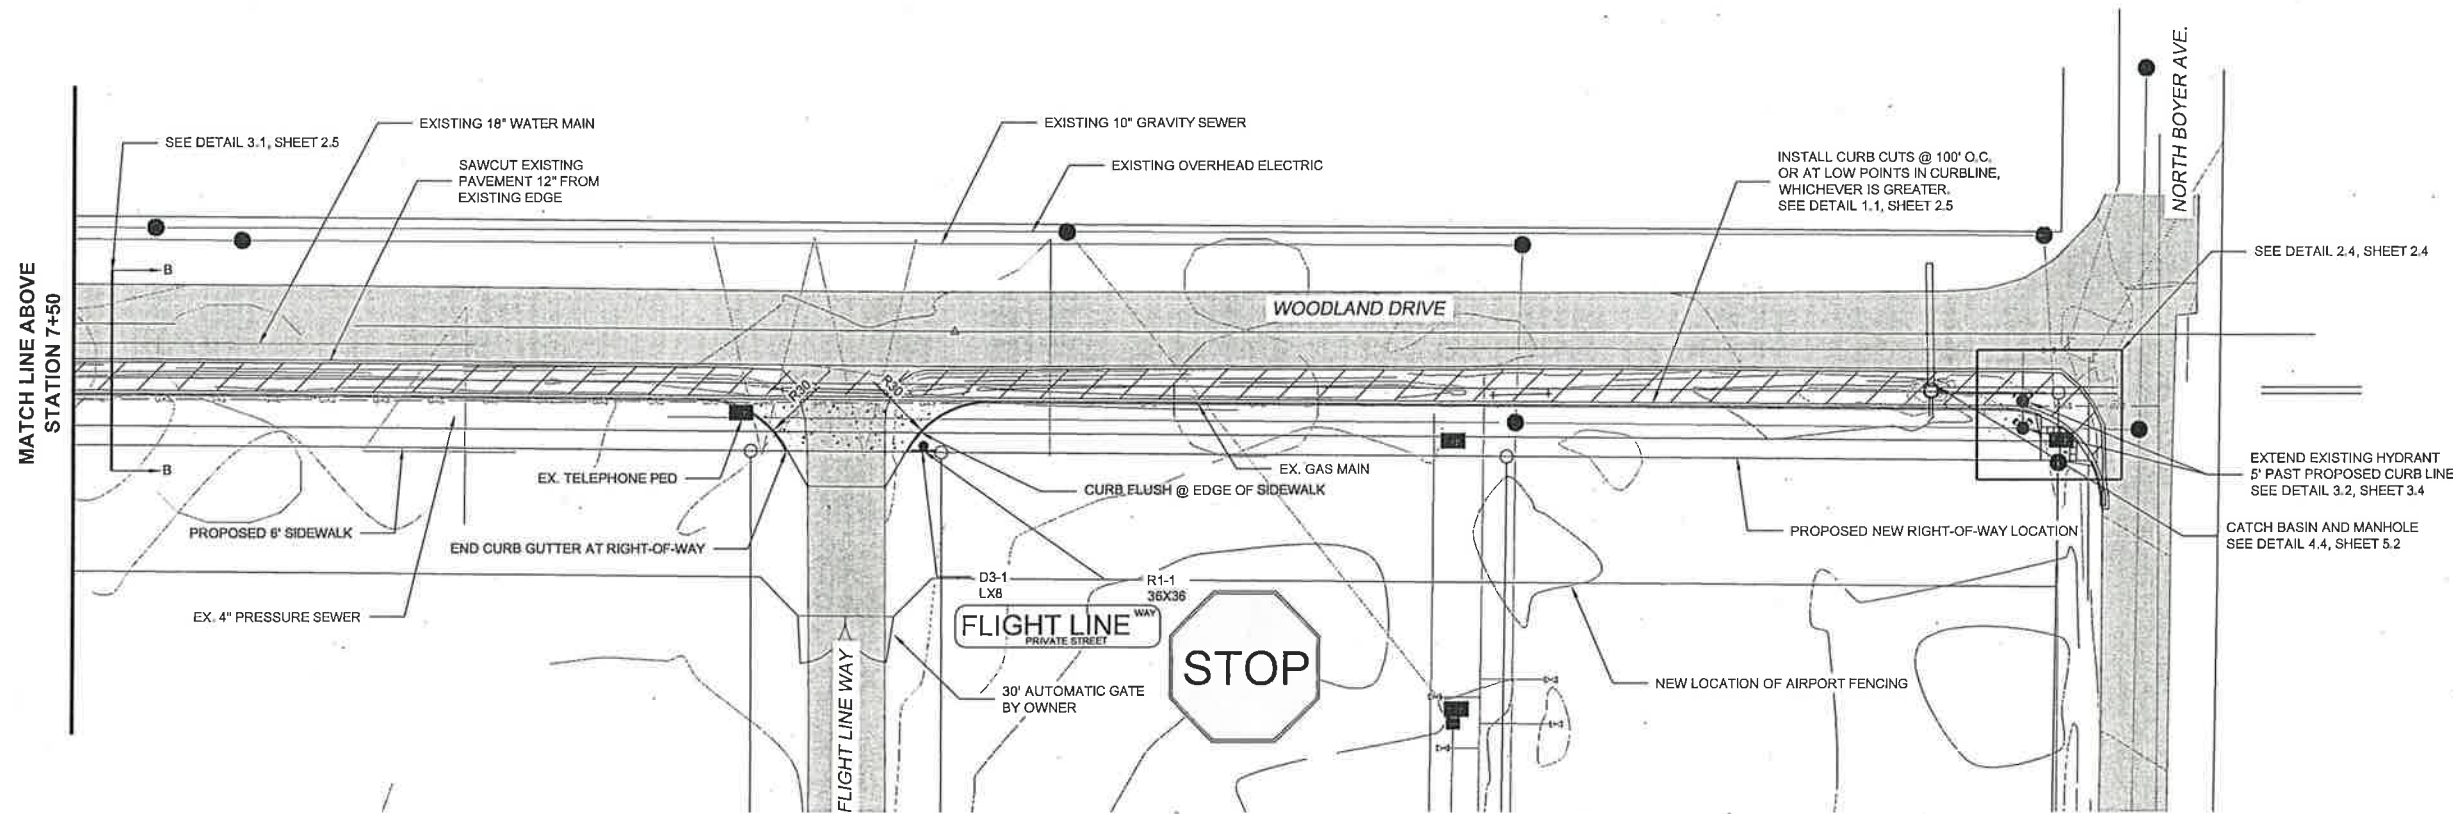 NORTH BOYER AVE.
EXISTING 18" WATER MAIN
EXISTING 10" GRAVITY SEWER
SEE DETAIL 3.1, SHEET 2.5
SAWCUT EXISTING
PAVEMENT 12" FROM
EXISTING EDGE
EXISTING OVERHEAD ELECTRIC
INSTALL CURB CUTS @ 100' O.C.
OR AT LOW POINTS IN CURBLINE,
WHICHEVER IS GREATER.
SEE DETAIL 1.1, SHEET 2.5
SEE DETAIL 2.4, SHEET 2.4
MATCH LINE ABOVE
STATION 7+50
B
WOODLAND DRIVE
R30
R30
B
EX. TELEPHONE PED
EX. GAS MAIN
CURB FLUSH @ EDGE OF SIDEWALK
EXTEND EXISTING HYDRANT
5' PAST PROPOSED CURB LINE
SEE DETAIL 3.2, SHEET 3.4
PROPOSED 6' SIDEWALK
END CURB GUTTER AT RIGHT-OF-WAY
PROPOSED NEW RIGHT-OF-WAY LOCATION
CATCH BASIN AND MANHOLE
SEE DETAIL 4.4, SHEET 5.2
D3-1
LX8
R1-1
36X36
EX. 4" PRESSURE SEWER
FLIGHT LINE WAY
PRIVATE STREET
STOP
30' AUTOMATIC GATE
BY OWNER
NEW LOCATION OF AIRPORT FENCING
FLIGHT LINE WAY